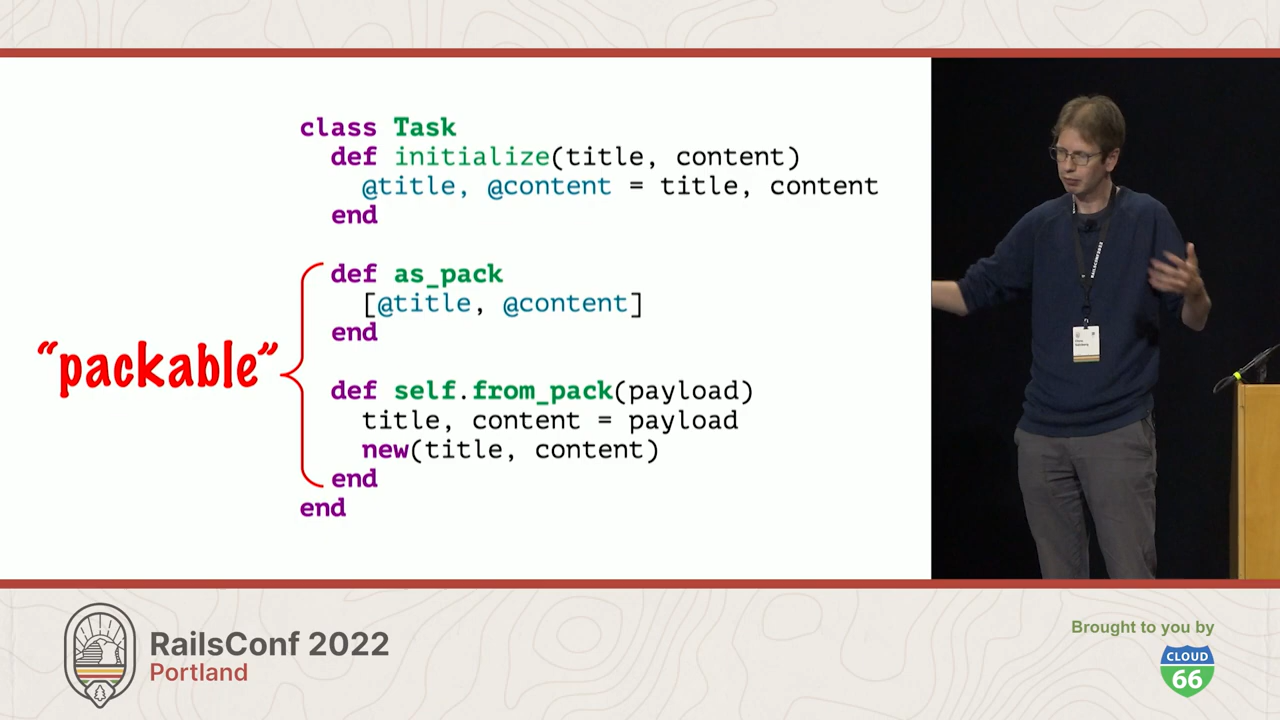 class Task
  def initialize(title, content)
    @title, @content = title, content
  end
  def as_pack
    [@title, @content]
  end
“packable”
  def self.from_pack(payload)
    title, content = payload
    new(title, content)
  end
end
RAILSCONF2022
RailsConf 2022
Portland
Brought to you by
CLOUD
66